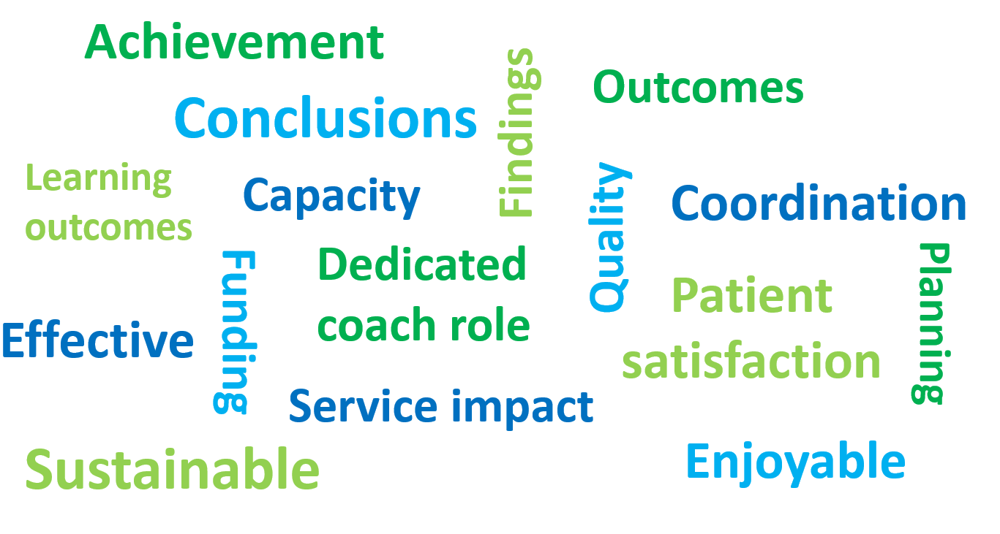 Achievement
Findings
Outcomes
Conclusions
Learning
outcomes
Capacity
Quality
Coordination
Funding
Dedicated
coach role
Patient
satisfaction
Planning
Effective
Service impact
Sustainable
Enjoyable